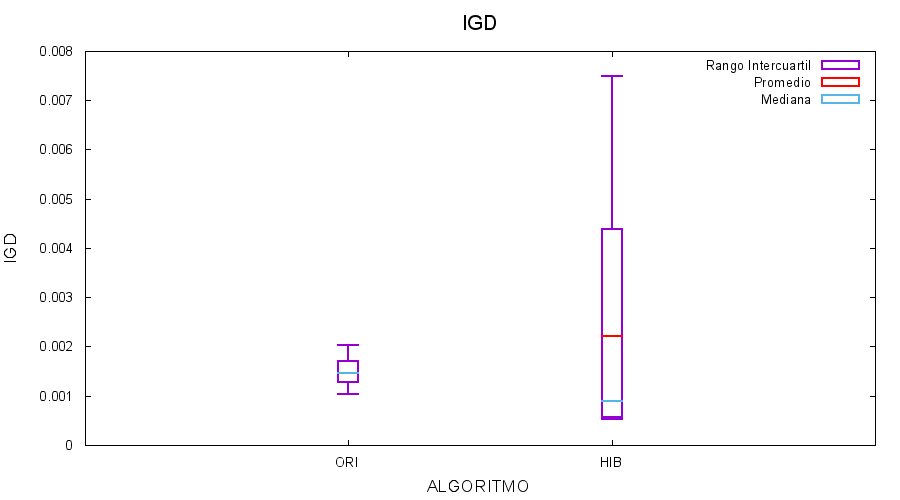 IGD
0.008
0.007
0.006
0.005
0.004
0.003
0.002
0.001
0
IGD
Rango Intercuartil
Promedio
Mediana
ORI
HIB
ALGORITMO